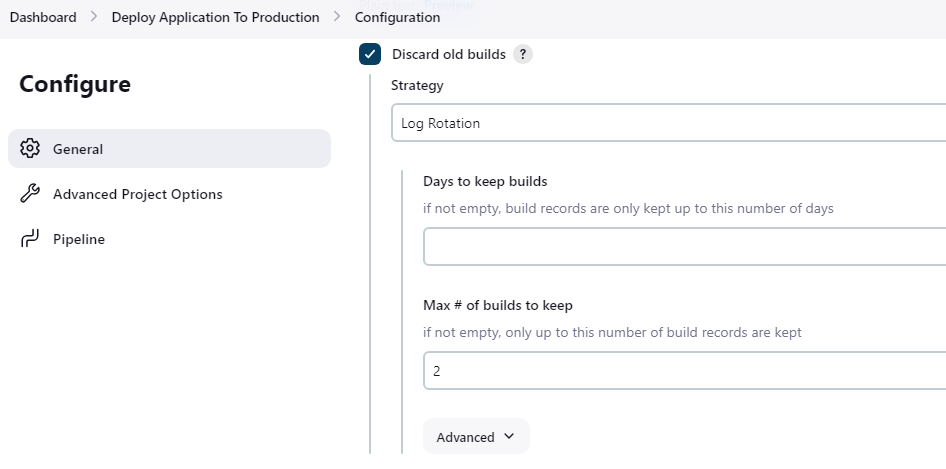 Dashboard > Deploy Application To Production > Configuration
Configure
General
Advanced Project Options
Pipeline
Discard old builds ?
Strategy
Log Rotation
Days to keep builds
if not empty, build records are only kept up to this number of days
Max # of builds to keep
if not empty, only up to this number of build records are kept
2
Advanced